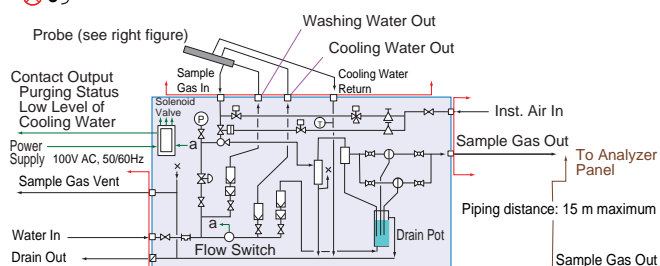 Washing Water Out
Probe (see right figure)
Cooling Water Out
Contact Output
Purging Status
Low Level of
Cooling Water
Sample
Gas In
Cooling Water
Return
Solenoid
Valve
P
T
Inst. Air In
Power
Supply 100V AC, 50/60Hz
a
Sample Gas Out
To Analyzer
Panel
Sample Gas Vent
Piping distance: 15 m maximum
a
Water In
Flow Switch
Drain Pot
Drain Out
Sample Gas Out